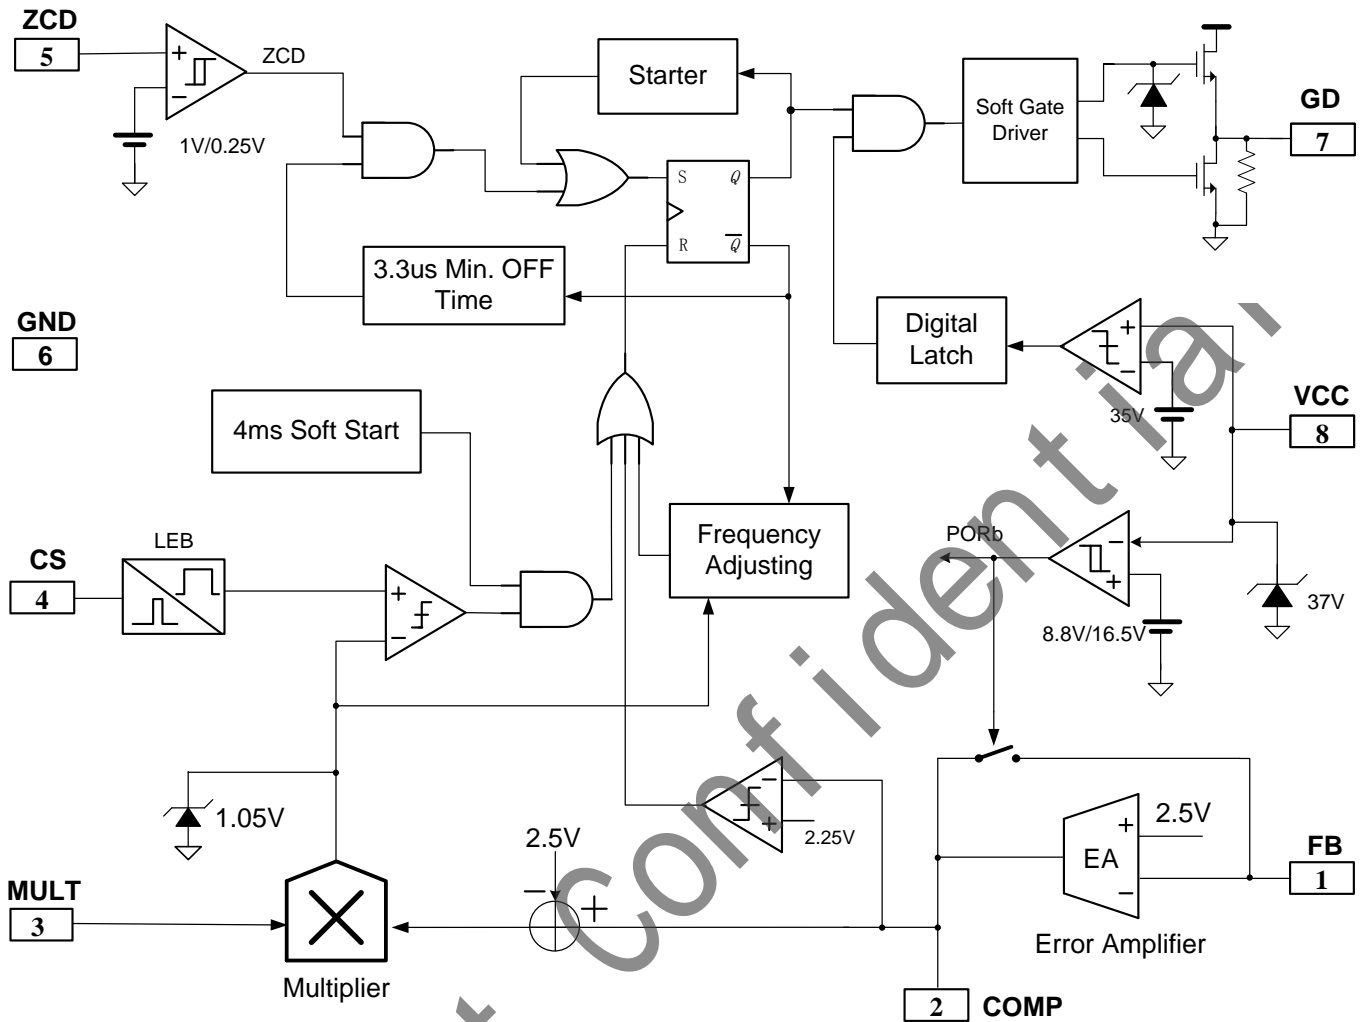 ZCD
5
ZCD
1V/0.25V
Starter
Soft Gate
Driver
GD
7
S Q
R Q
3.3us Min. OFF
Time
GND
6
Digital
Latch
35V
VCC
8
4ms Soft Start
LEB
CS
4
Frequency
Adjusting
PORb
8.8V/16.5V
37V
1.05V
2.25V
2.5V
2.5V
EA
FB
1
MULT
3
Error Amplifier
Multiplier
2
COMP
Confidential